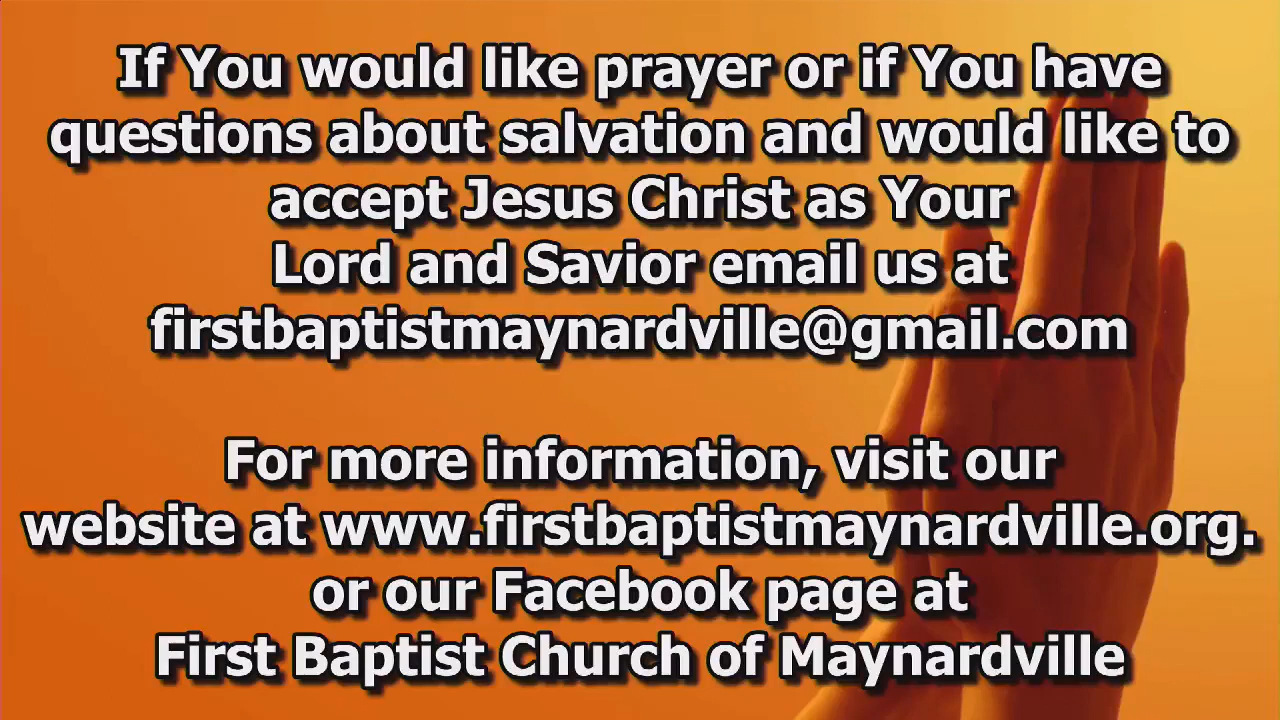 If You would like prayer or if You have
questions about salvation and would like to
accept Jesus Christ as Your
Lord and Savior email us at
firstbaptistmaynardville@gmail.com
For more information, visit our
website at www.firstbaptistmaynardville.org.
or our Facebook page at
First Baptist Church of Maynardville